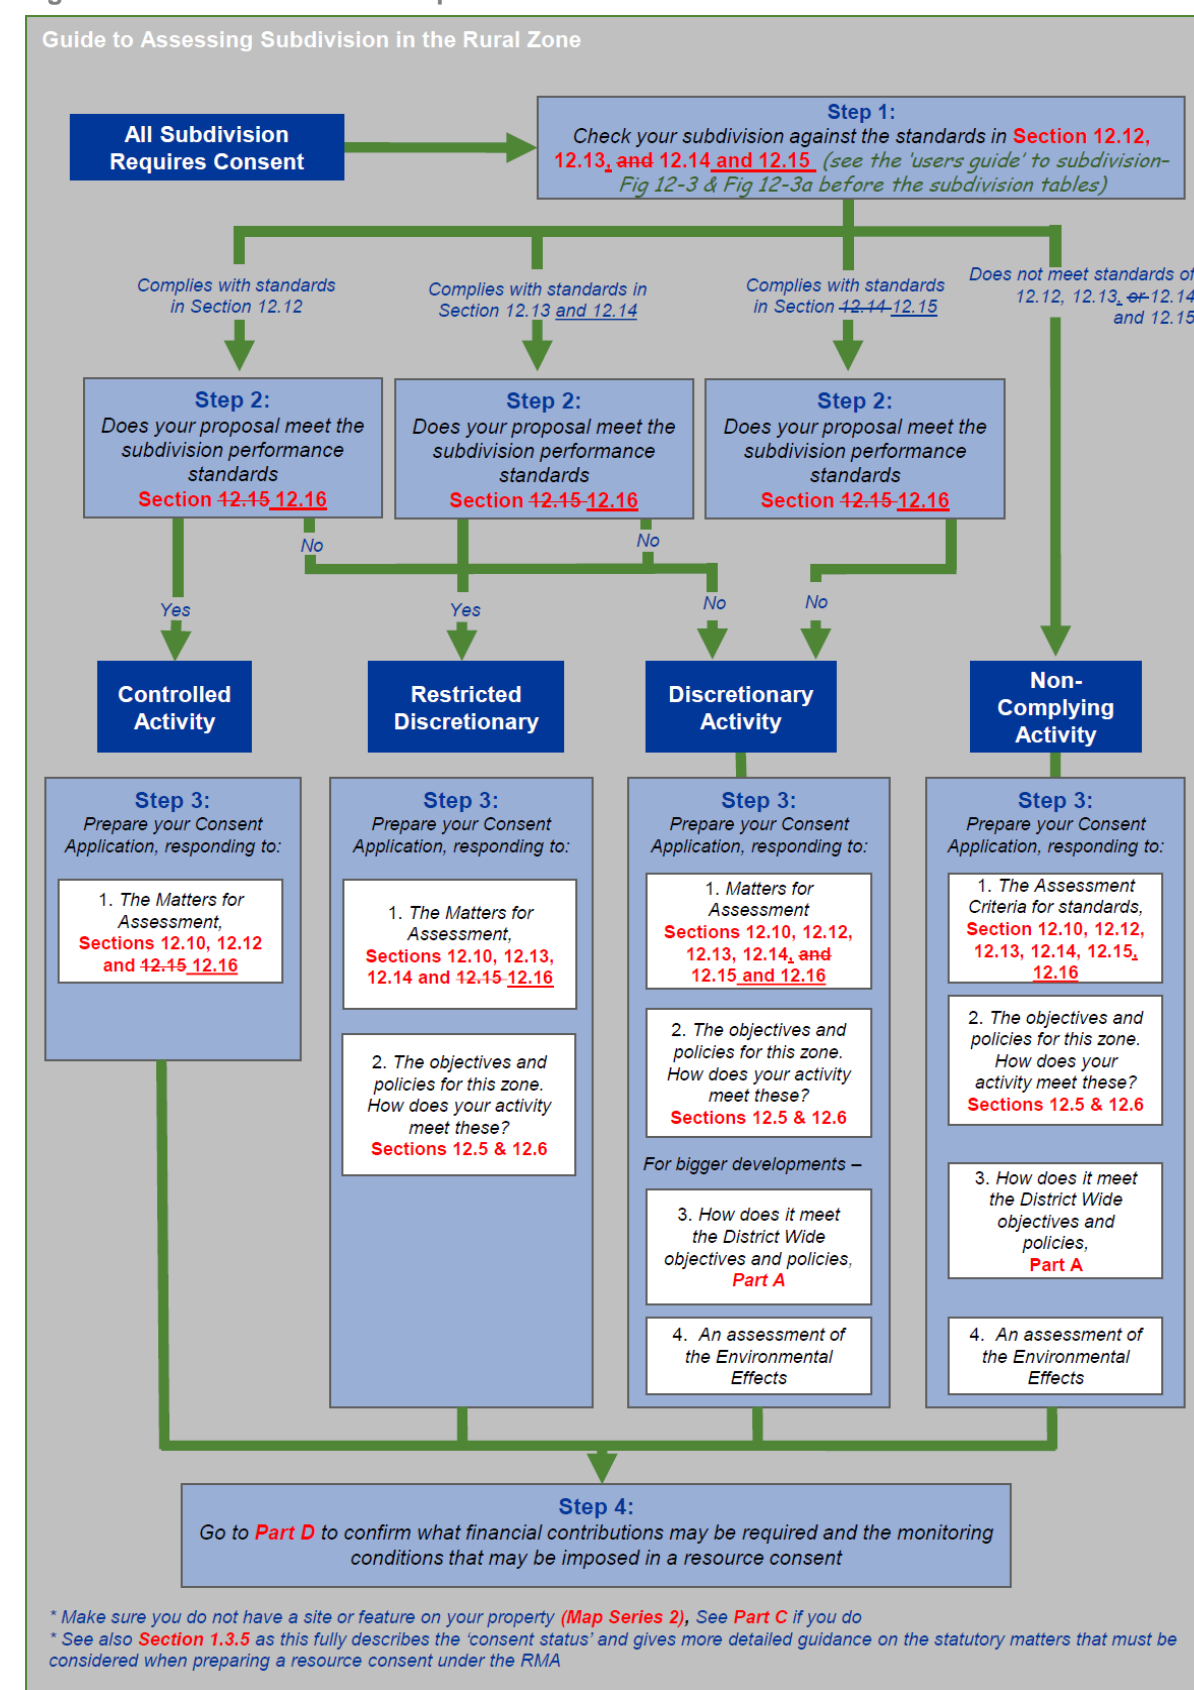 Guide to Assessing Subdivision in the Rural Zone
All Subdivision
Requires Consent
Step 1:
Check your subdivision against the standards in Section 12.12,
12.13, and 12.14 and 12.15 (see the 'users guide' to subdivision–
Fig 12-3 & Fig 12-3a before the subdivision tables)
Complies with standards
in Section 12.12
Complies with standards in
Section 12.13 and 12.14
Complies with standards
in Section 12.14 12.15
Does not meet standards of
12.12, 12.13, or 12.14
and 12.15
Step 2:
Does your proposal meet the
subdivision performance
standards
Section 12.15 12.16
Step 2:
Does your proposal meet the
subdivision performance
standards
Section 12.15 12.16
Step 2:
Does your proposal meet the
subdivision performance
standards
Section 12.15 12.16
No
No
Yes
Yes
No
No
Controlled
Activity
Restricted
Discretionary
Discretionary
Activity
Non-
Complying
Activity
Step 3:
Prepare your Consent
Application, responding to:
1. The Matters for
Assessment,
Sections 12.10, 12.12
and 12.15 12.16
Step 3:
Prepare your Consent
Application, responding to:
1. The Matters for
Assessment,
Sections 12.10, 12.13,
12.14 and 12.15 12.16
2. The objectives and
policies for this zone.
How does your activity
meet these?
Sections 12.5 & 12.6
Step 3:
Prepare your Consent
Application, responding to:
1. Matters for
Assessment
Sections 12.10, 12.12,
12.13, 12.14, and
12.15 and 12.16
2. The objectives and
policies for this zone.
How does your activity
meet these?
Sections 12.5 & 12.6
For bigger developments –
3. How does it meet
the District Wide
objectives and policies,
Part A
4. An assessment of
the Environmental
Effects
Step 3:
Prepare your Consent
Application, responding to:
1. The Assessment
Criteria for standards,
Section 12.10, 12.12,
12.13, 12.14, 12.15,
12.16
2. The objectives and
policies for this zone.
How does your
activity meet these?
Sections 12.5 & 12.6
3. How does it meet
the District Wide
objectives and
policies,
Part A
4. An assessment of
the Environmental
Effects
Step 4:
Go to Part D to confirm what financial contributions may be required and the monitoring
conditions that may be imposed in a resource consent
* Make sure you do not have a site or feature on your property (Map Series 2), See Part C if you do
* See also Section 1.3.5 as this fully describes the 'consent status' and gives more detailed guidance on the statutory matters that must be
considered when preparing a resource consent under the RMA